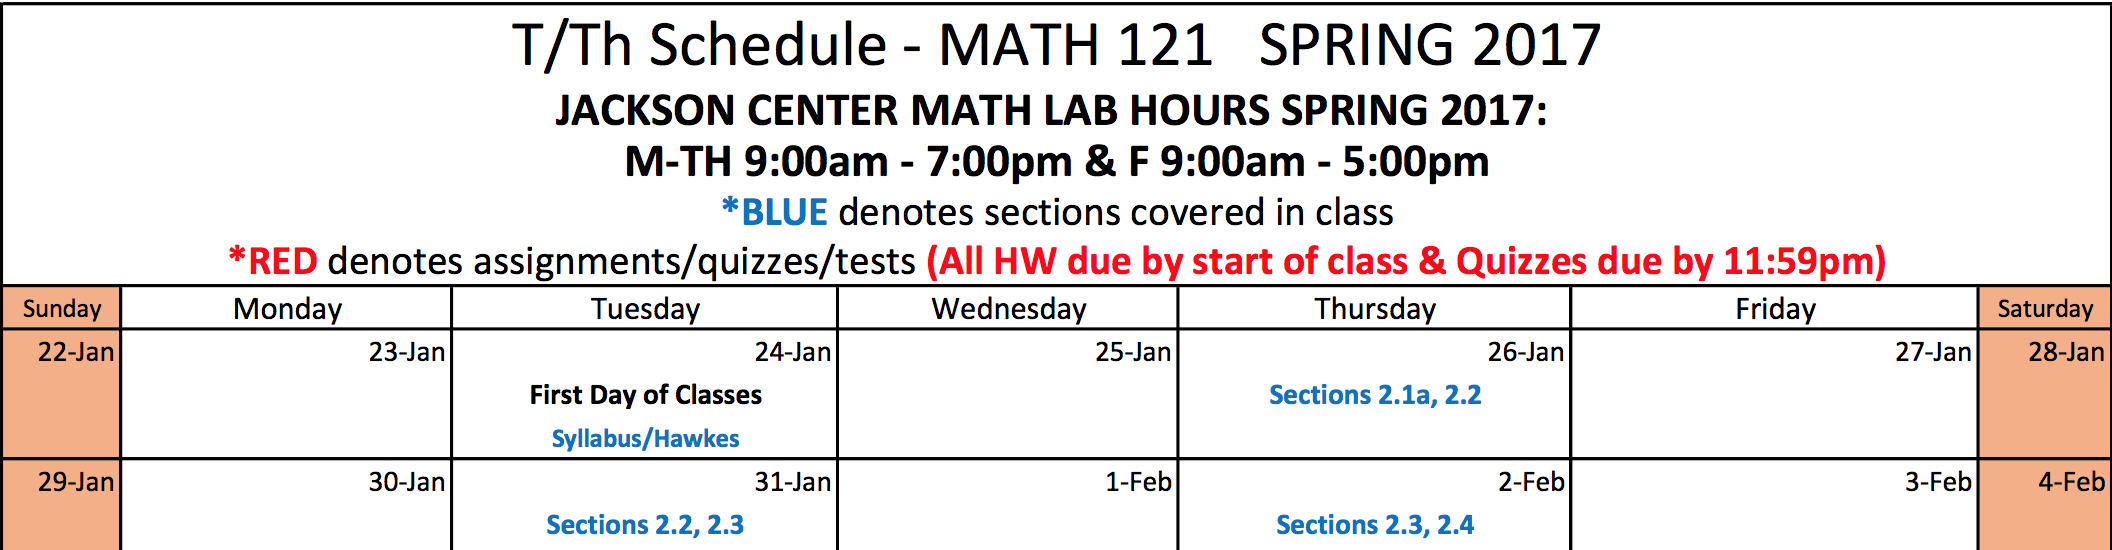 T/Th Schedule - MATH 121 SPRING 2017
JACKSON CENTER MATH LAB HOURS SPRING 2017:
M-TH 9:00am - 7:00pm & F 9:00am - 5:00pm
*BLUE denotes sections covered in class
*RED denotes assignments/quizzes/tests (All HW due by start of class & Quizzes due by 11:59pm)
Sunday Monday Tuesday Wednesday Thursday Friday Saturday
22-Jan 23-Jan 24-Jan 25-Jan 26-Jan 27-Jan 28-Jan
First Day of Classes Sections 2.1a, 2.2
Syllabus/Hawkes
29-Jan 30-Jan 31-Jan 1-Feb 2-Feb 3-Feb 4-Feb
Sections 2.2, 2.3 Sections 2.3, 2.4